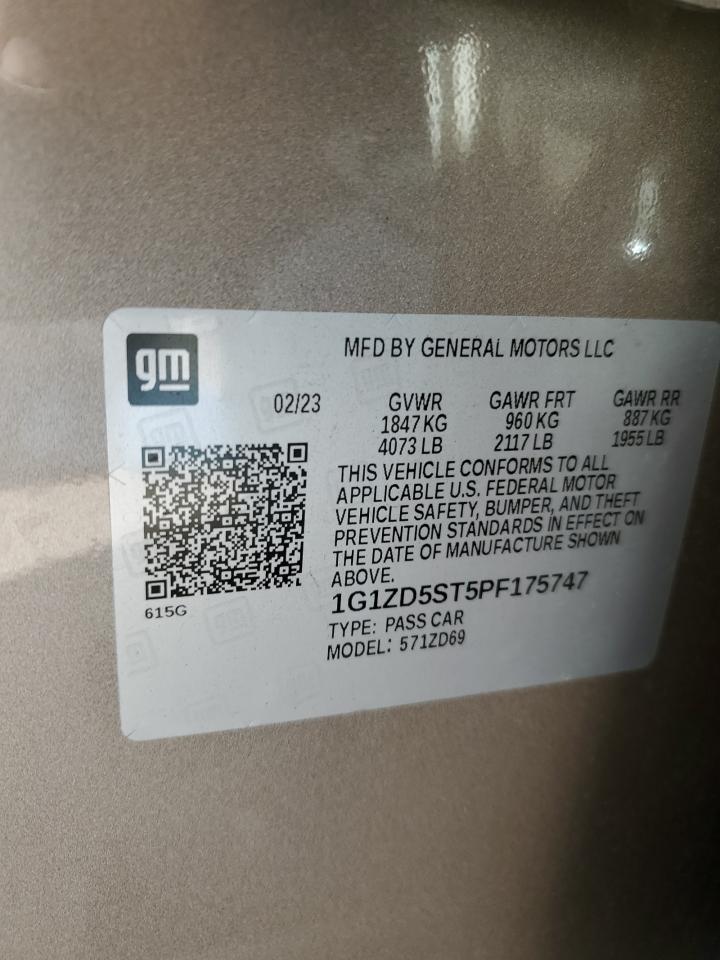 gm
MFD BY GENERAL MOTORS LLC
02/23 GVWR GAWR FRT GAWR RR
1847 KG 960 KG 887 KG
4073 LB 2117 LB 1955 LB
THIS VEHICLE CONFORMS TO ALL
APPLICABLE U.S. FEDERAL MOTOR
VEHICLE SAFETY, BUMPER, AND THEFT
PREVENTION STANDARDS IN EFFECT ON
THE DATE OF MANUFACTURE SHOWN
ABOVE.
1G1ZD5ST5PF175747
615G
TYPE: PASS CAR
MODEL: 571ZD69